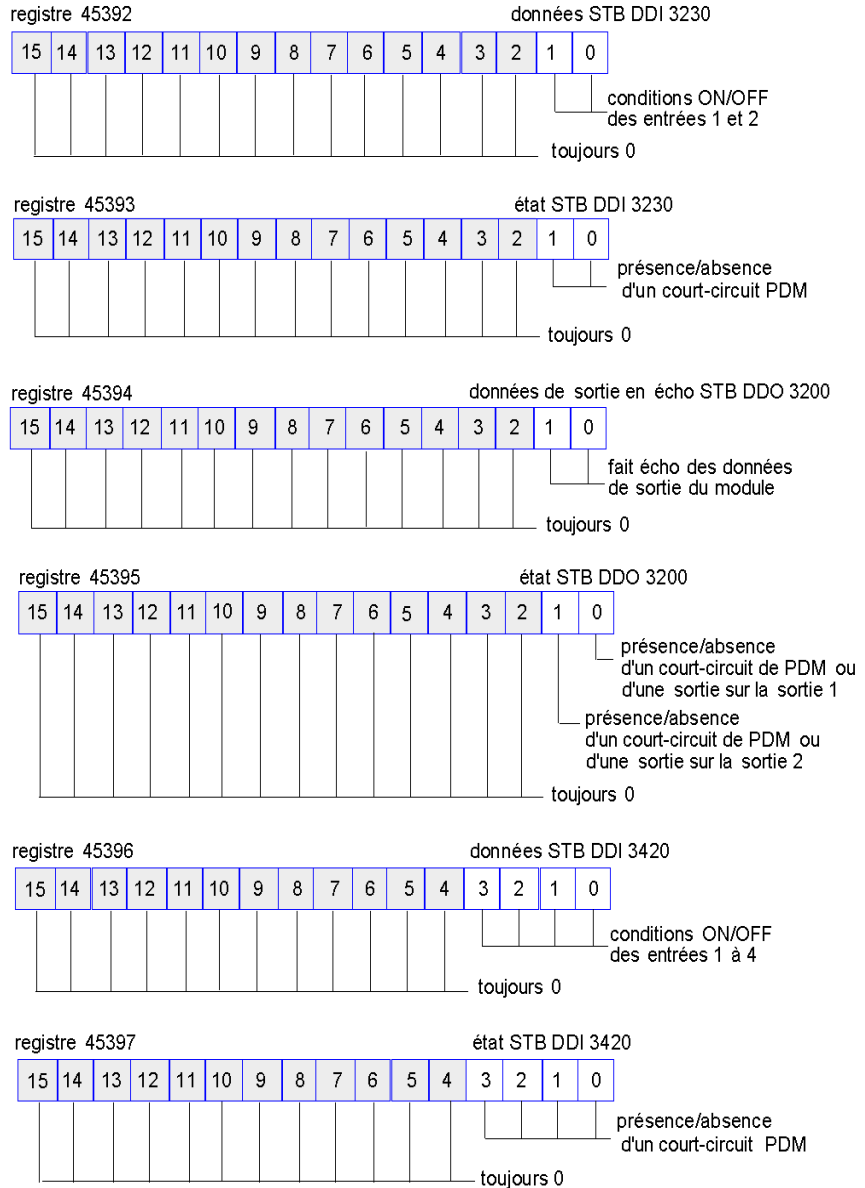 registre 45392 données STB DDI 3230
15 14 13 12 11 10 9 8 7 6 5 4 3 2 1 0
conditions ON/OFF
des entrées 1 et 2
toujours 0
registre 45393 état STB DDI 3230
15 14 13 12 11 10 9 8 7 6 5 4 3 2 1 0
présence/absence
d'un court-circuit PDM
toujours 0
registre 45394 données de sortie en écho STB DDO 3200
15 14 13 12 11 10 9 8 7 6 5 4 3 2 1 0
fait écho des données
de sortie du module
toujours 0
registre 45395 état STB DDO 3200
15 14 13 12 11 10 9 8 7 6 5 4 3 2 1 0
présence/absence
d'un court-circuit de PDM ou
d'une sortie sur la sortie 1
présence/absence
d'un court-circuit de PDM ou
d'une sortie sur la sortie 2
toujours 0
registre 45396 données STB DDI 3420
15 14 13 12 11 10 9 8 7 6 5 4 3 2 1 0
conditions ON/OFF
des entrées 1 à 4
toujours 0
registre 45397 état STB DDI 3420
15 14 13 12 11 10 9 8 7 6 5 4 3 2 1 0
présence/absence
d'un court-circuit PDM
toujours 0